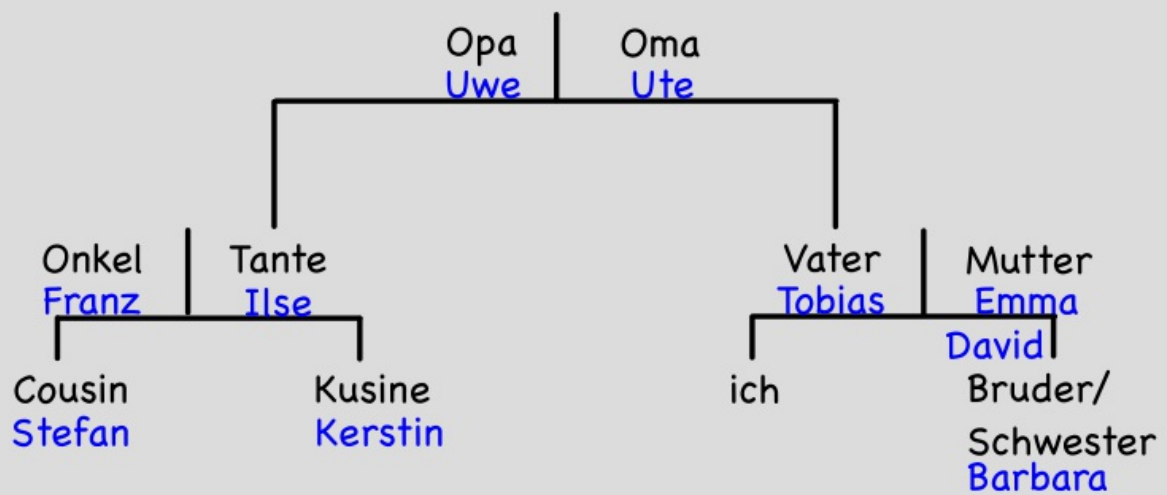 Opa Oma
Uwe Ute
Onkel Tante Vater Mutter
Franz Ilse Tobias Emma
David
Cousin Kusine ich Bruder/
Stefan Kerstin Schwester
Barbara